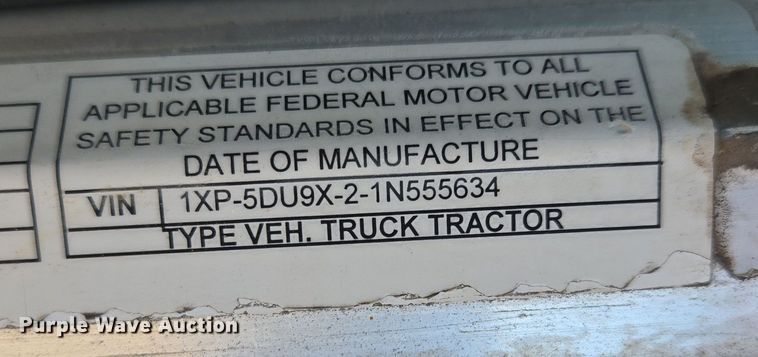 THIS VEHICLE CONFORMS TO ALL
APPLICABLE FEDERAL MOTOR VEHICLE
SAFETY STANDARDS IN EFFECT ON THE
DATE OF MANUFACTURE
VIN 1XP-5DU9X-2-1N555634
TYPE VEH. TRUCK TRACTOR
Purple Wave Auction